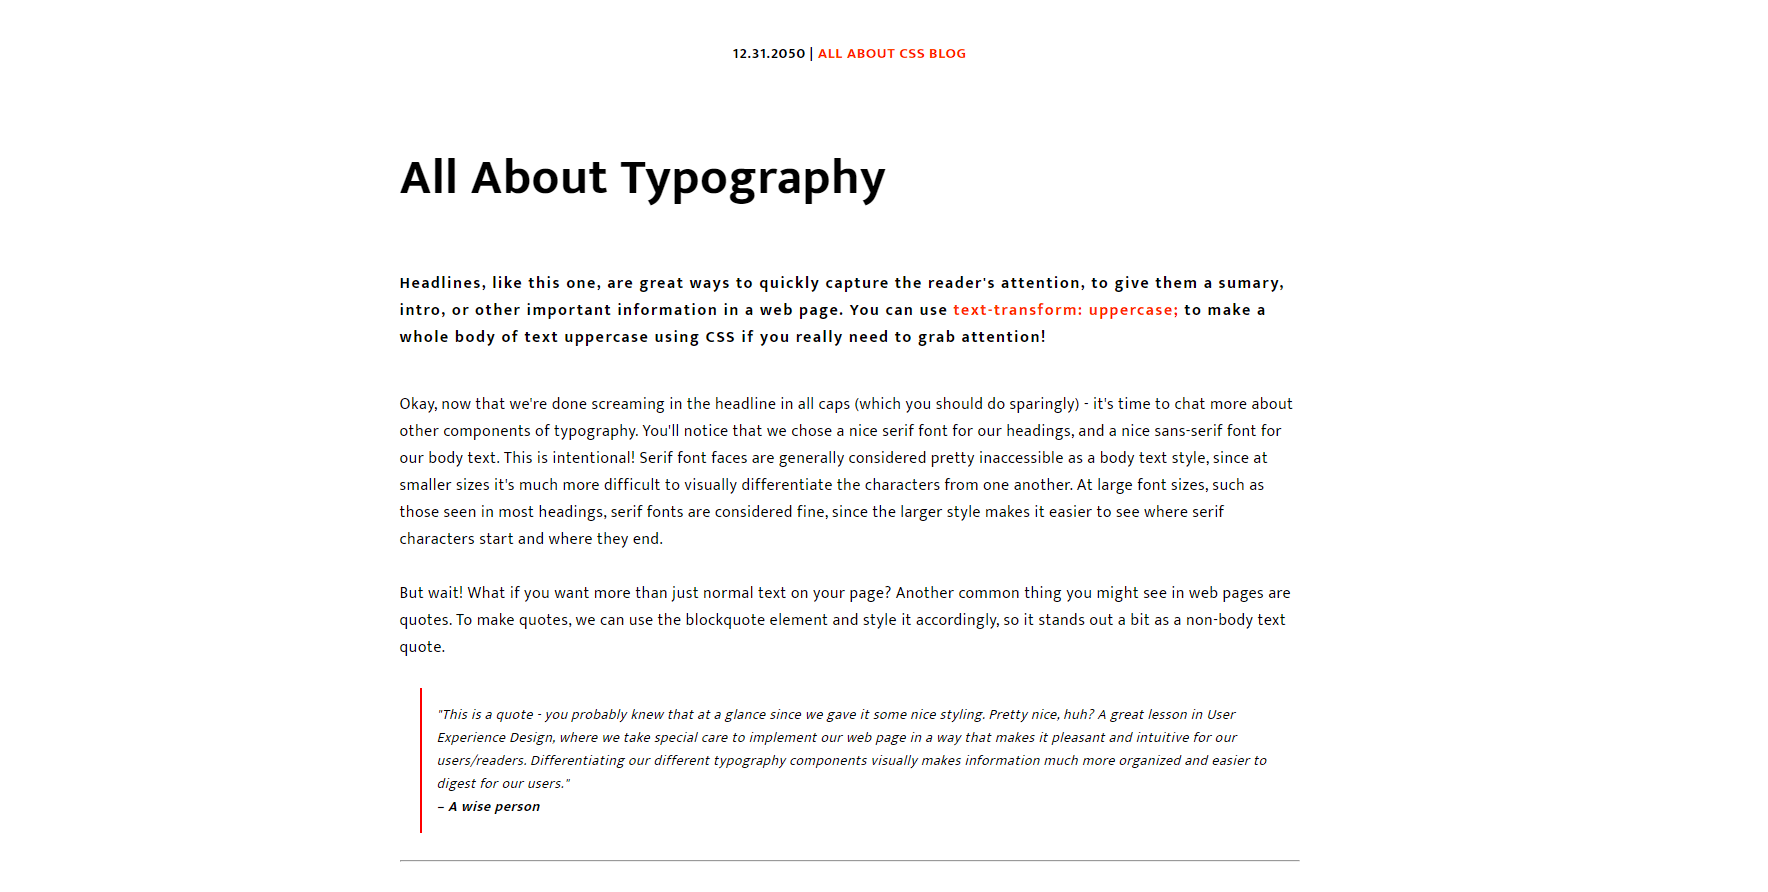 12.31.2050 | ALL ABOUT CSS BLOG
All About Typography
Headlines, like this one, are great ways to quickly capture the reader's attention, to give them a sumary,
intro, or other important information in a web page. You can use text-transform: uppercase; to make a
whole body of text uppercase using CSS if you really need to grab attention!
Okay, now that we're done screaming in the headline in all caps (which you should do sparingly) - it's time to chat more about
other components of typography. You'll notice that we chose a nice serif font for our headings, and a nice sans-serif font for
our body text. This is intentional! Serif font faces are generally considered pretty inaccessible as a body text style, since at
smaller sizes it's much more difficult to visually differentiate the characters from one another. At large font sizes, such as
those seen in most headings, serif fonts are considered fine, since the larger style makes it easier to see where serif
characters start and where they end.
But wait! What if you want more than just normal text on your page? Another common thing you might see in web pages are
quotes. To make quotes, we can use the blockquote element and style it accordingly, so it stands out a bit as a non-body text
quote.
"This is a quote - you probably knew that at a glance since we gave it some nice styling. Pretty nice, huh? A great lesson in User
Experience Design, where we take special care to implement our web page in a way that makes it pleasant and intuitive for our
users/readers. Differentiating our different typography components visually makes information much more organized and easier to
digest for our users."
– A wise person